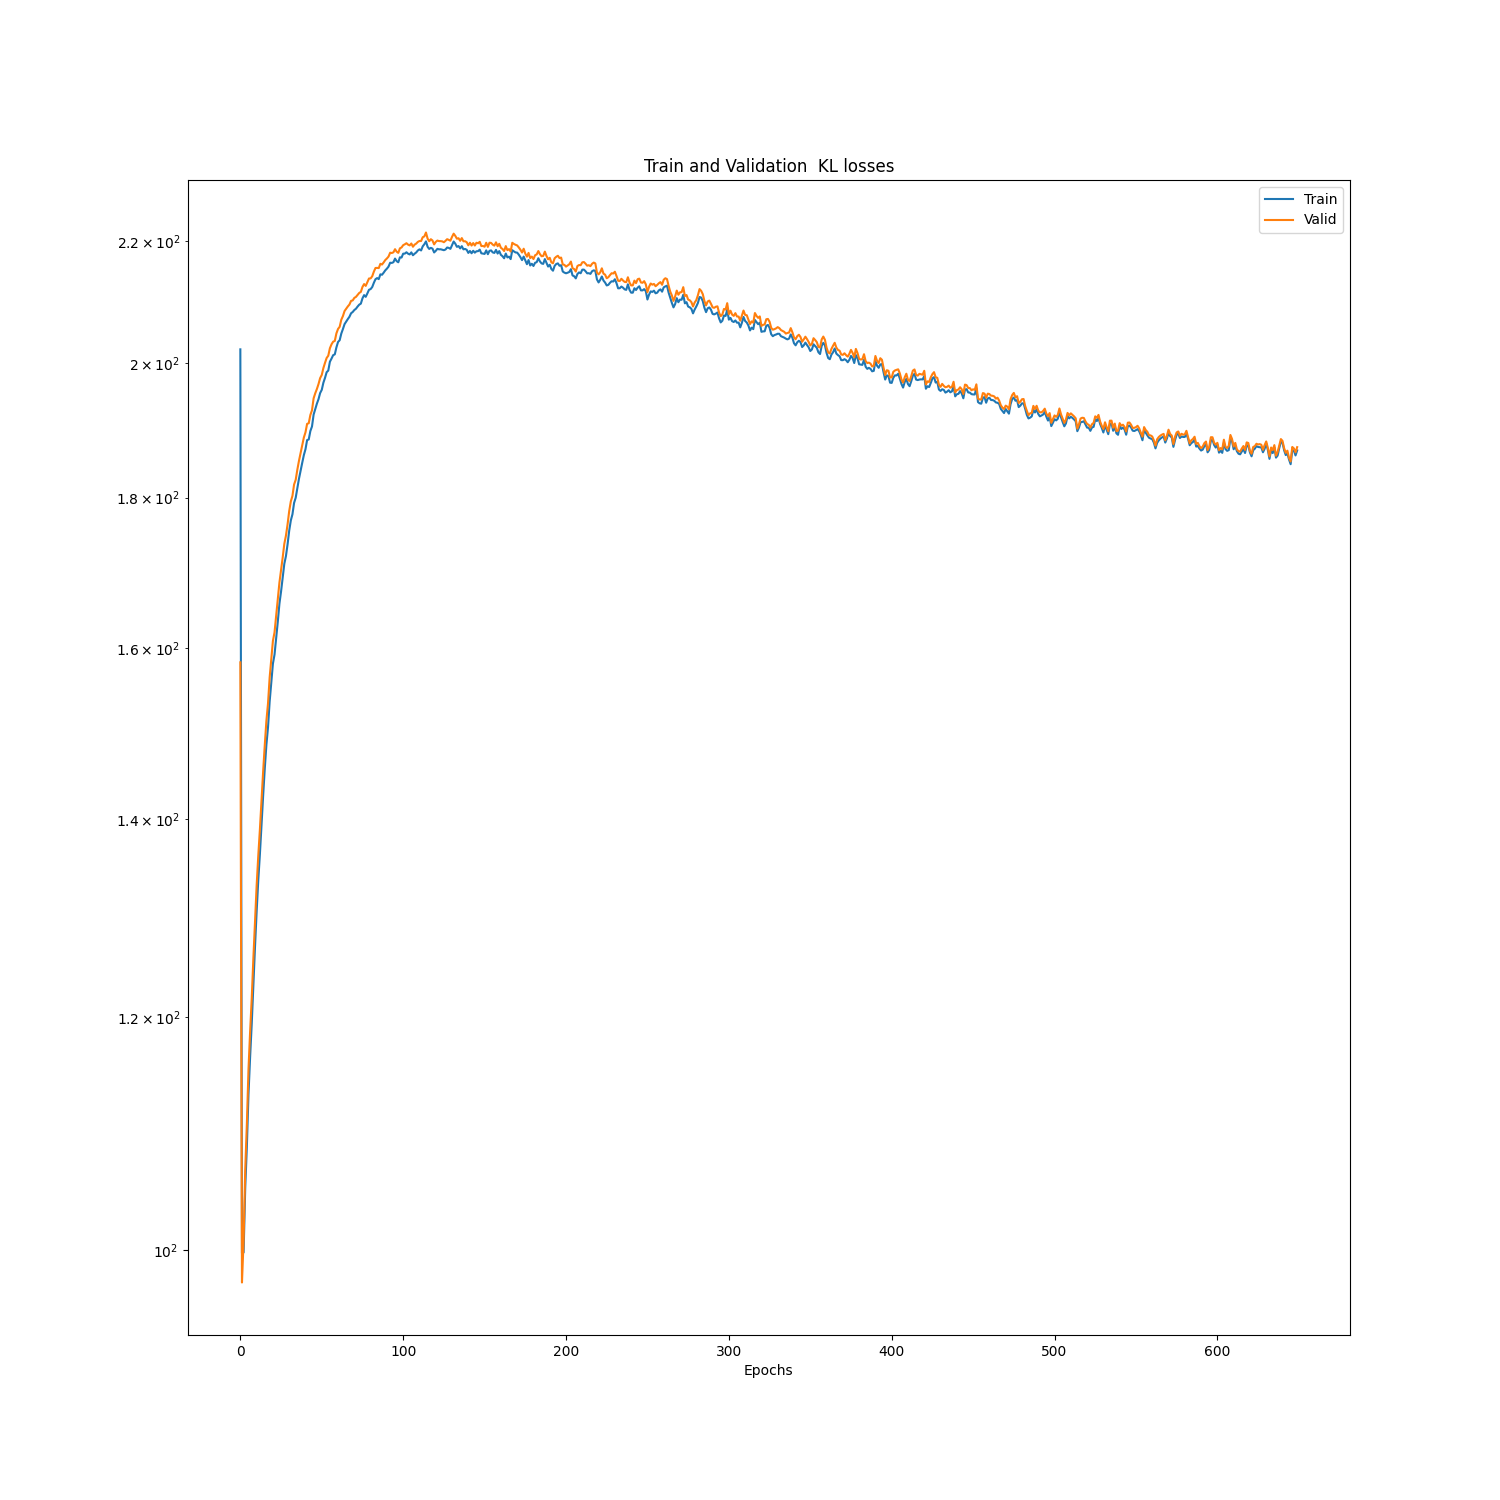 Train and Validation  KL losses
Train
Valid
2.2 × 10²
2 × 10²
1.8 × 10²
1.6 × 10²
1.4 × 10²
1.2 × 10²
10²
0 100 200 300 400 500 600
Epochs